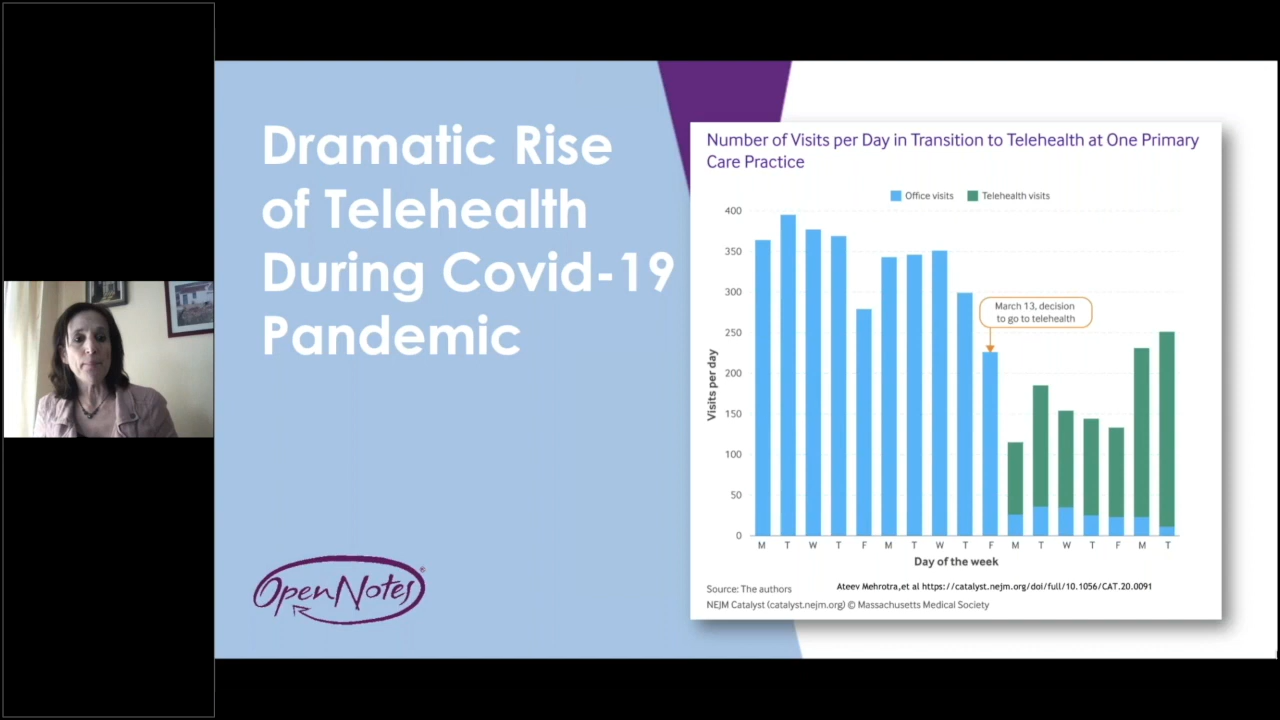 Dramatic Rise
of Telehealth
During Covid-19
Pandemic
OpenNotes®
Number of Visits per Day in Transition to Telehealth at One Primary
Care Practice
Office visits
Telehealth visits
400
350
300
250
200
150
100
50
0
Visits per day
March 13, decision
to go to telehealth
M T W T F M T W T F M T W T F M T
Day of the week
Source: The authors
Ateev Mehrotra,et al https://catalyst.nejm.org/doi/full/10.1056/CAT.20.0091
NEJM Catalyst (catalyst.nejm.org) © Massachusetts Medical Society